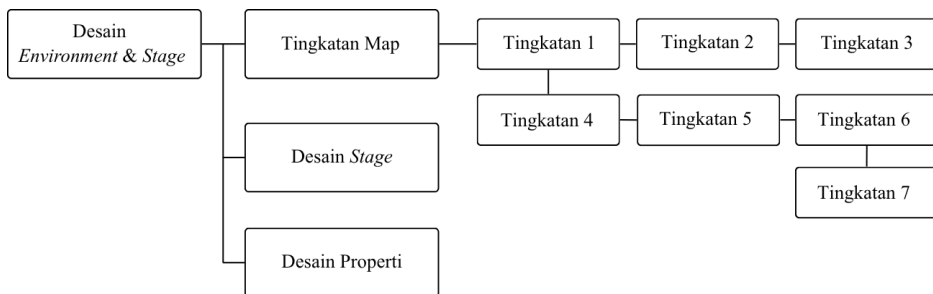 Desain
Environment & Stage
Tingkatan Map
Tingkatan 1
Tingkatan 2
Tingkatan 3
Tingkatan 4
Tingkatan 5
Tingkatan 6
Tingkatan 7
Desain Stage
Desain Properti